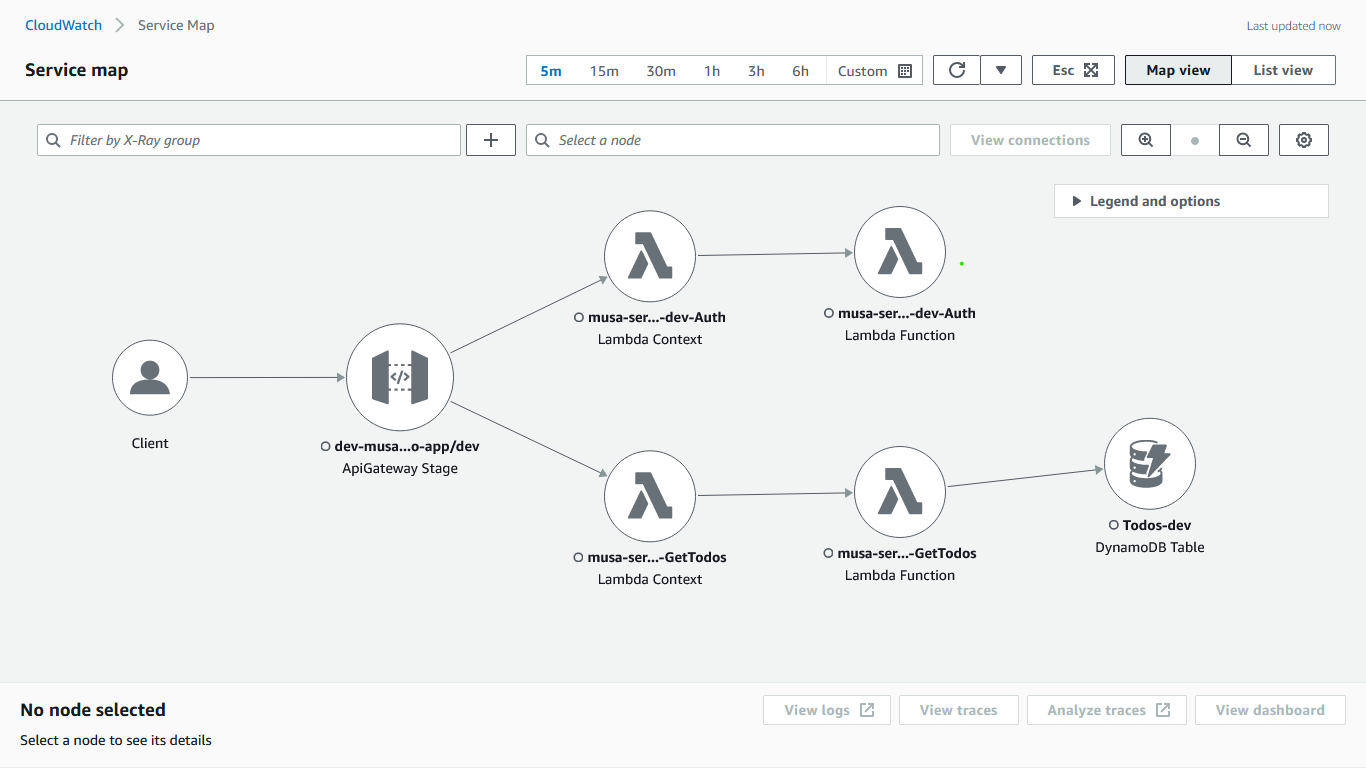 CloudWatch Service Map
Last updated now
Service map
5m 15m 30m 1h 3h 6h Custom
Esc
Map view List view
Filter by X-Ray group
Select a node
View connections
Legend and options
musa-ser...-dev-Auth
Lambda Context
musa-ser...-dev-Auth
Lambda Function
Client
dev-musa...o-app/dev
ApiGateway Stage
musa-ser...-GetTodos
Lambda Context
musa-ser...-GetTodos
Lambda Function
Todos-dev
DynamoDB Table
No node selected
View logs View traces Analyze traces View dashboard
Select a node to see its details